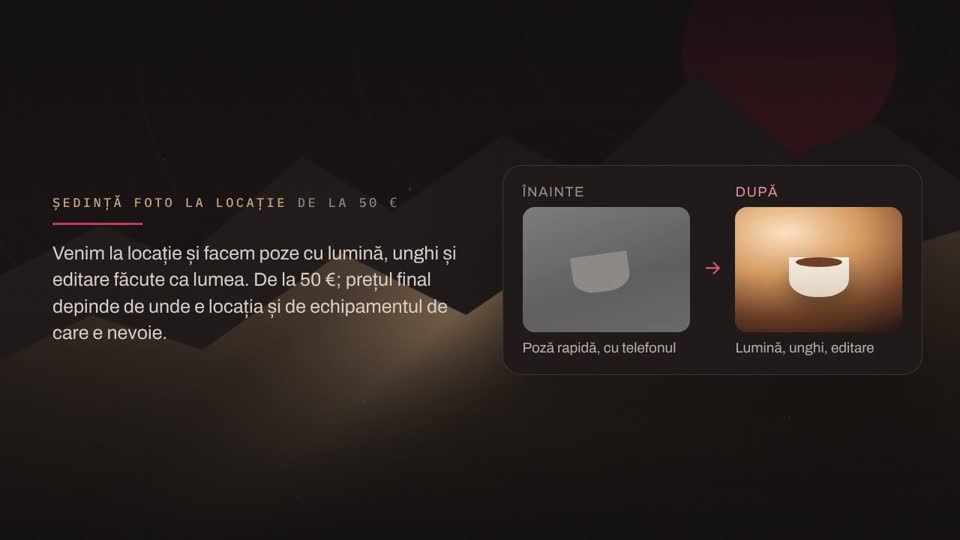 ȘEDINȚĂ FOTO LA LOCAȚIE DE LA 50 €
Venim la locație și facem poze cu lumină, unghi și
editare făcute ca lumea. De la 50 €; prețul final
depinde de unde e locația și de echipamentul de
care e nevoie.
ÎNAINTE
Poză rapidă, cu telefonul
→
DUPĂ
Lumină, unghi, editare